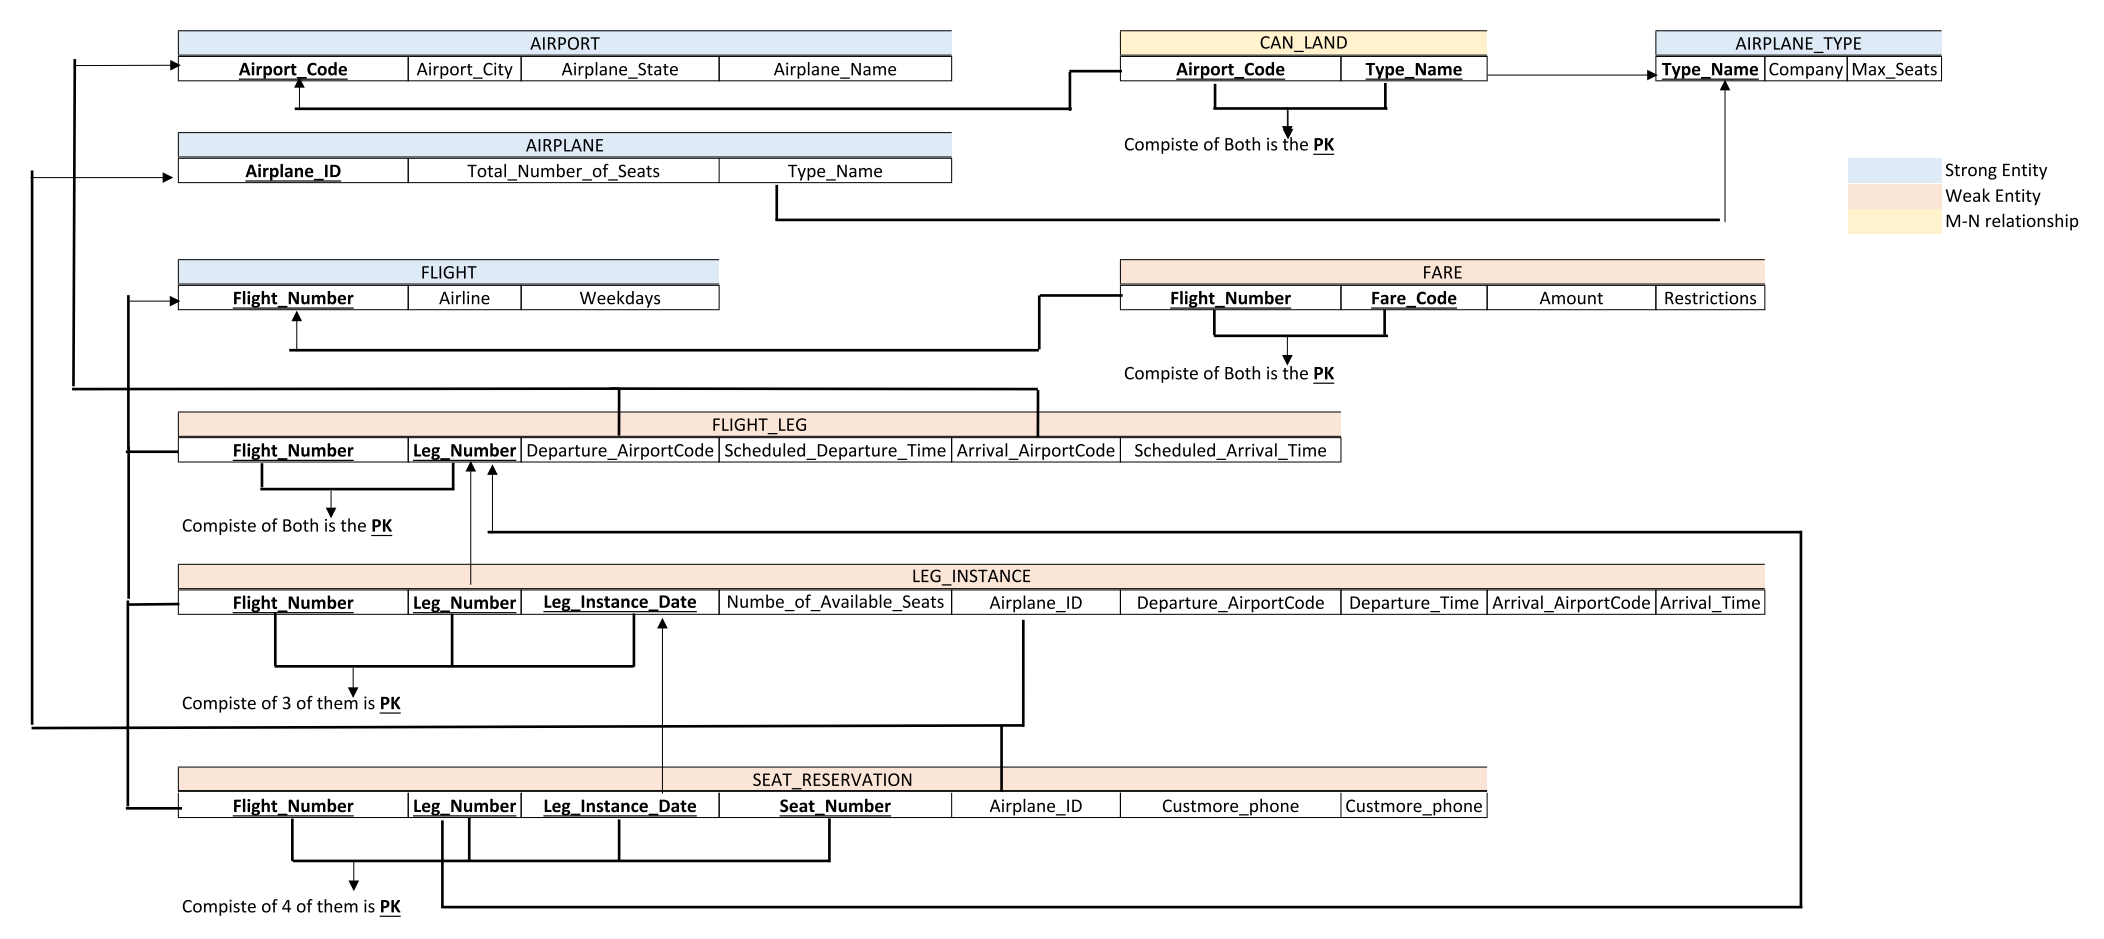 AIRPORT
Airport_Code Airport_City Airplane_State Airplane_Name
CAN_LAND
Airport_Code Type_Name
Compiste of Both is the PK
AIRPLANE_TYPE
Type_Name Company Max_Seats
AIRPLANE
Airplane_ID Total_Number_of_Seats Type_Name
Strong Entity
Weak Entity
M-N relationship
FLIGHT
Flight_Number Airline Weekdays
FARE
Flight_Number Fare_Code Amount Restrictions
Compiste of Both is the PK
FLIGHT_LEG
Flight_Number Leg_Number Departure_AirportCode Scheduled_Departure_Time Arrival_AirportCode Scheduled_Arrival_Time
Compiste of Both is the PK
LEG_INSTANCE
Flight_Number Leg_Number Leg_Instance_Date Numbe_of_Available_Seats Airplane_ID Departure_AirportCode Departure_Time Arrival_AirportCode Arrival_Time
Compiste of 3 of them is PK
SEAT_RESERVATION
Flight_Number Leg_Number Leg_Instance_Date Seat_Number Airplane_ID Custmore_phone Custmore_phone
Compiste of 4 of them is PK